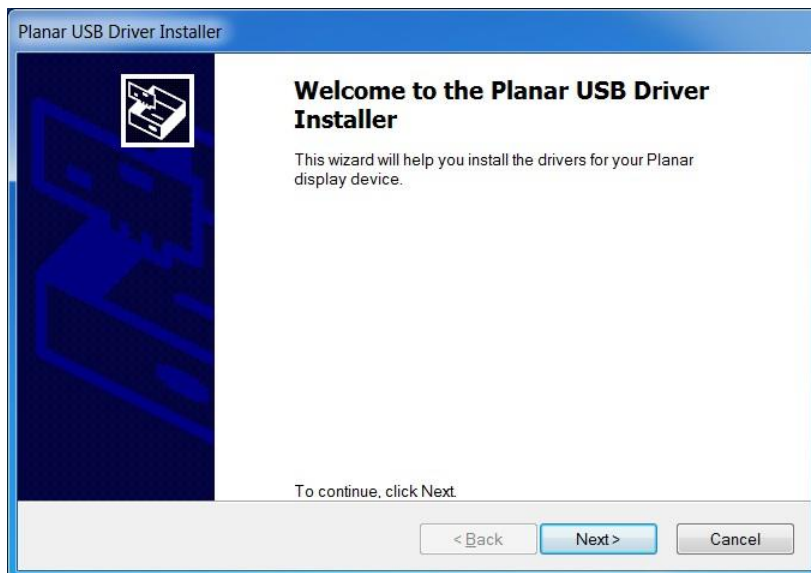 Planar USB Driver Installer
Welcome to the Planar USB Driver
Installer
This wizard will help you install the drivers for your Planar
display device.
To continue, click Next.
< Back
Next >
Cancel